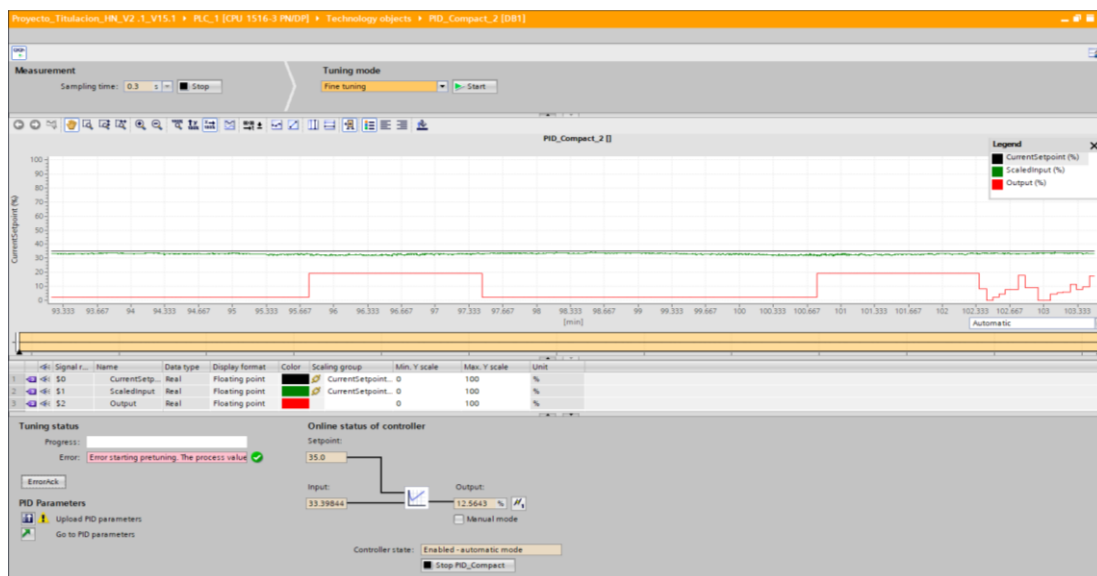 Proyecto_Titulacion_HN_V2 .1_V15.1 ▸ PLC_1 [CPU 1516-3 PN/DP] ▸ Technology objects ▸ PID_Compact_2 [DB1]
Measurement
Tuning mode
Sampling time: 0.3 s Stop
Fine tuning Start
PID_Compact_2 []
Legend
CurrentSetpoint (%)
ScaledInput (%)
Output (%)
CurrentSetpoint (%)
100
90
80
70
60
50
40
30
20
10
0
93.333 93.667 94 94.333 94.667 95 95.333 95.667 96 96.333 96.667 97 97.333 97.667 98 98.333 98.667 99 99.333 99.667 100 100.333 100.667 101 101.333 101.667 102 102.333 102.667 103 103.333
[min]
Automatic
Signal r... Name Data type Display format Color Scaling group Min. Y scale Max. Y scale Unit
1 $0 CurrentSetp... Real Floating point CurrentSetpoint... 0 100 %
2 $1 ScaledInput Real Floating point CurrentSetpoint... 0 100 %
3 $2 Output Real Floating point 0 100 %
Tuning status
Online status of controller
Progress:
Setpoint:
Error: Error starting pretuning. The process value
35.0
ErrorAck
Input:
Output:
PID Parameters
33.39844
12.5643 %
Upload PID parameters
Manual mode
Go to PID parameters
Controller state: Enabled - automatic mode
Stop PID_Compact